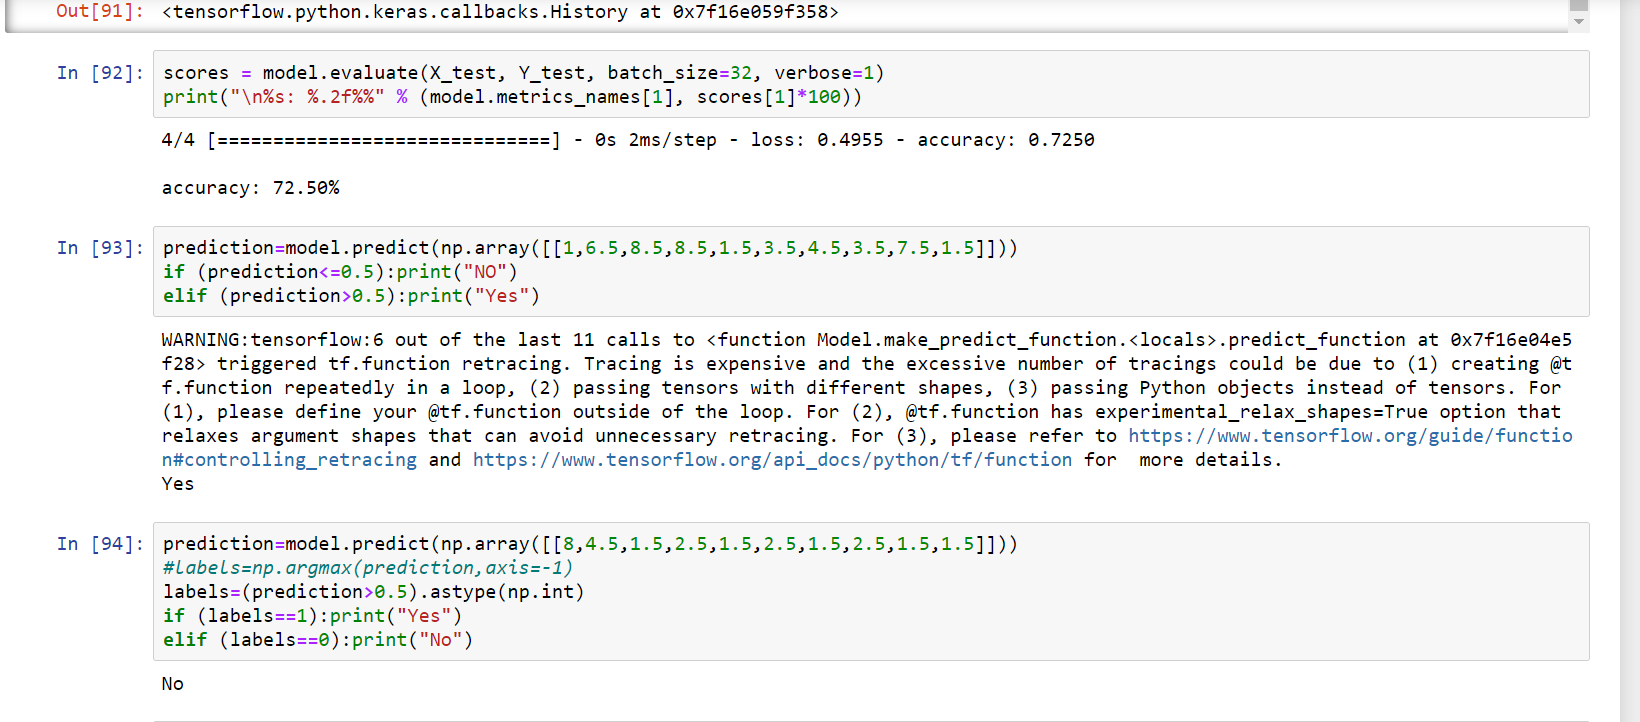 Out[91]: <tensorflow.python.keras.callbacks.History at 0x7f16e059f358>
In [92]: scores = model.evaluate(X_test, Y_test, batch_size=32, verbose=1)
print("\n%s: %.2f%%" % (model.metrics_names[1], scores[1]*100))
4/4 [==============================] - 0s 2ms/step - loss: 0.4955 - accuracy: 0.7250
accuracy: 72.50%
In [93]: prediction=model.predict(np.array([[1,6.5,8.5,8.5,1.5,3.5,4.5,3.5,7.5,1.5]]))
if (prediction<=0.5):print("NO")
elif (prediction>0.5):print("Yes")
WARNING:tensorflow:6 out of the last 11 calls to <function Model.make_predict_function.<locals>.predict_function at 0x7f16e04e5
f28> triggered tf.function retracing. Tracing is expensive and the excessive number of tracings could be due to (1) creating @t
f.function repeatedly in a loop, (2) passing tensors with different shapes, (3) passing Python objects instead of tensors. For
(1), please define your @tf.function outside of the loop. For (2), @tf.function has experimental_relax_shapes=True option that
relaxes argument shapes that can avoid unnecessary retracing. For (3), please refer to https://www.tensorflow.org/guide/functio
n#controlling_retracing and https://www.tensorflow.org/api_docs/python/tf/function for  more details.
Yes
In [94]: prediction=model.predict(np.array([[8,4.5,1.5,2.5,1.5,2.5,1.5,2.5,1.5,1.5]]))
#labels=np.argmax(prediction,axis=-1)
labels=(prediction>0.5).astype(np.int)
if (labels==1):print("Yes")
elif (labels==0):print("No")
No